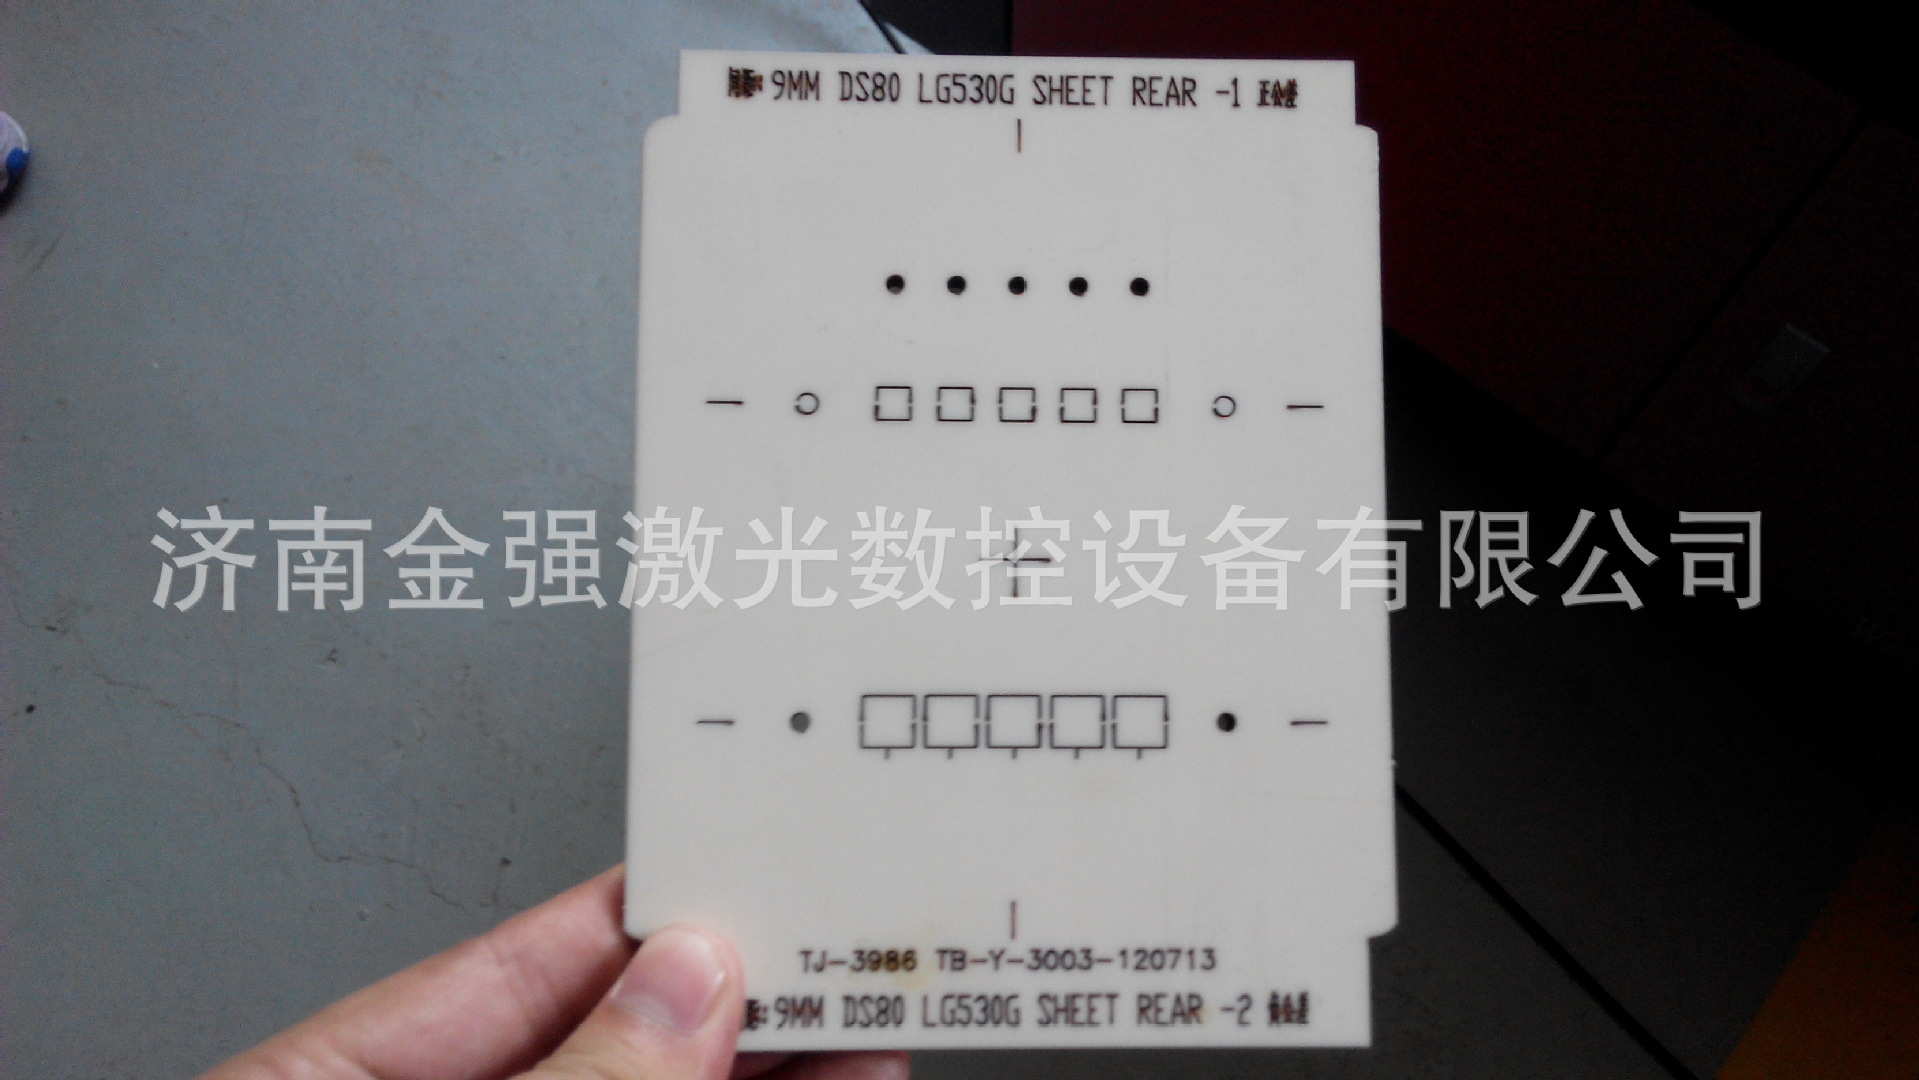 9MM DS80 LG530G SHEET REAR -1
济南金强激光数控设备有限公司
TJ-3986 TB-Y-3003-120713
9MM DS80 LG530G SHEET REAR -2